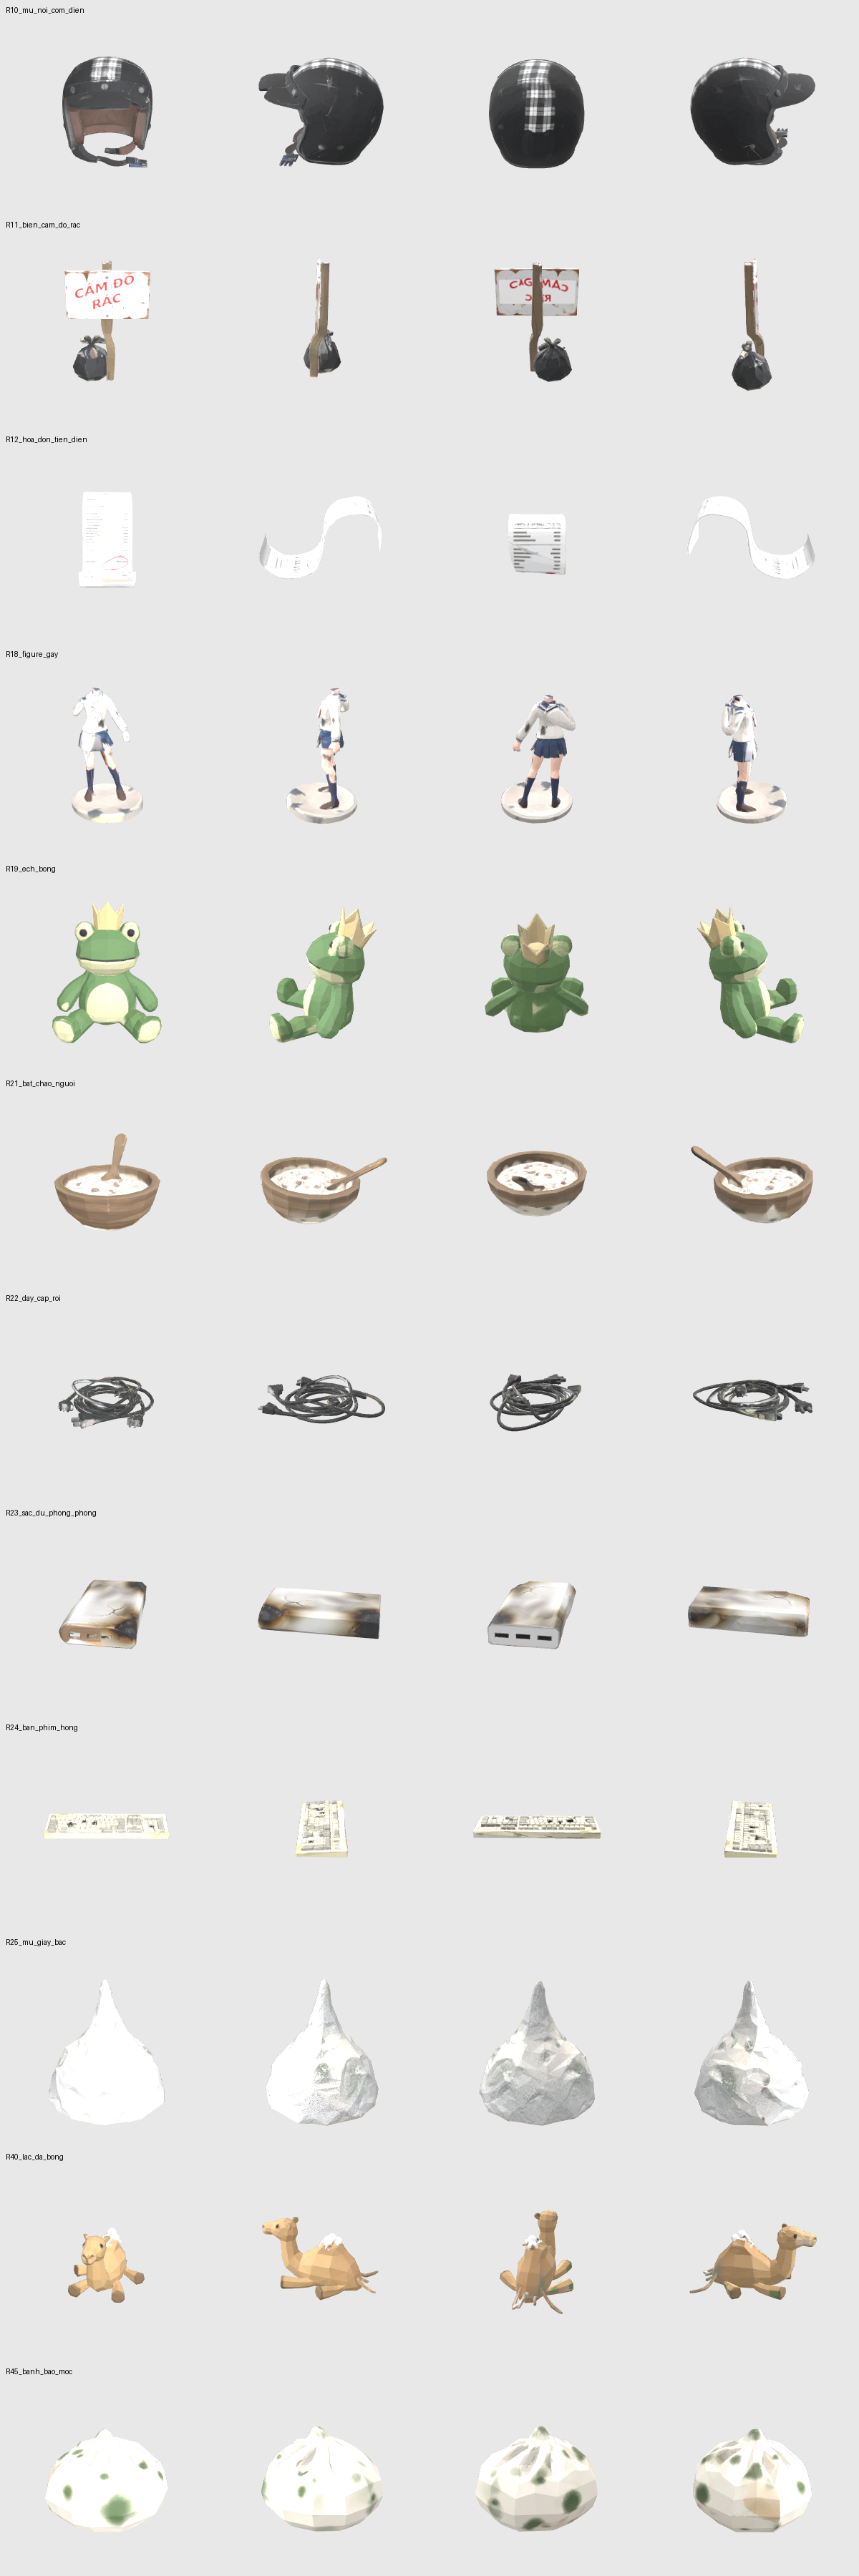 R10_mu_noi_com_dien
R11_bien_cam_do_rac
CẤM ĐỔ
RÁC
R12_hoa_don_tien_dien
R18_figure_gay
R19_ech_bong
R21_bat_chao_nguoi
R22_day_cap_roi
R23_sac_du_phong_phong
R24_ban_phim_hong
R25_mu_giay_bac
R40_lac_da_bong
R45_banh_bao_moc